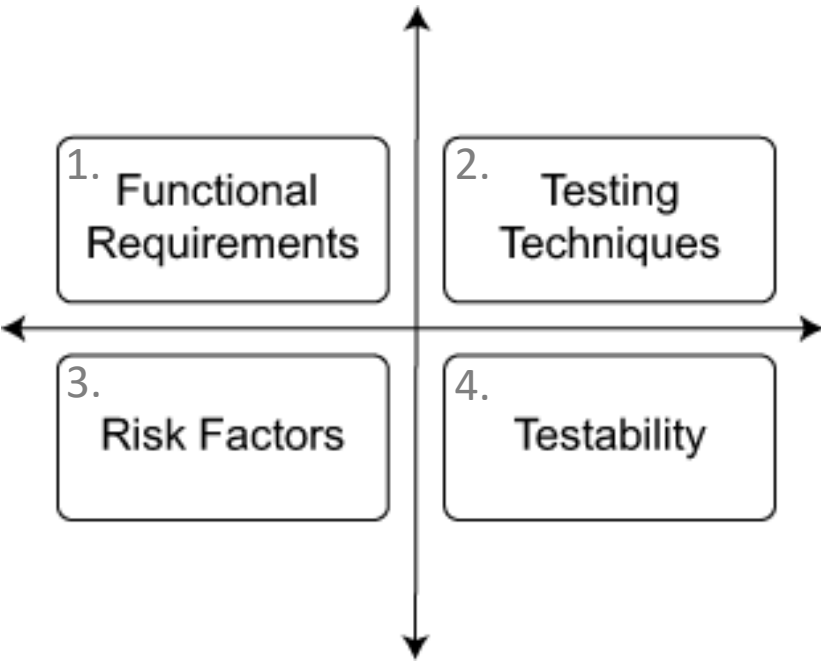 1.
Functional
Requirements
2.
Testing
Techniques
3.
Risk Factors
4.
Testability